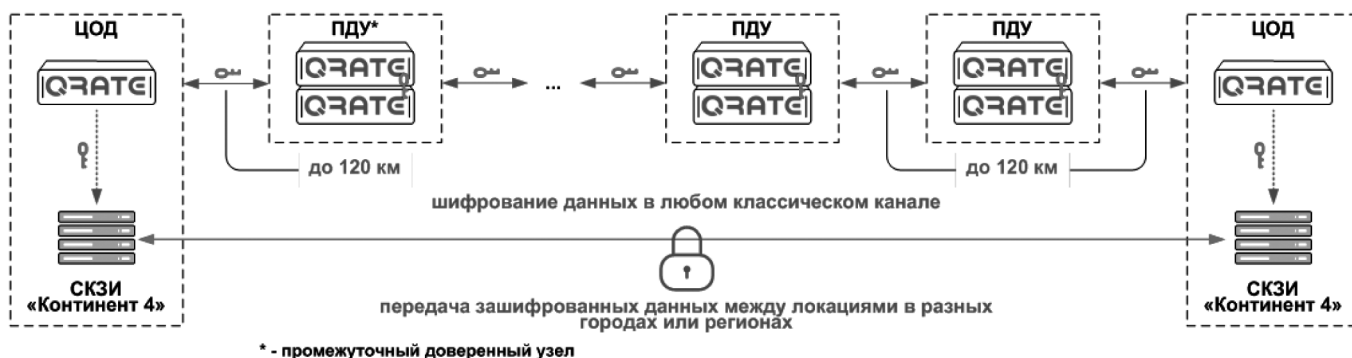 ЦОД
ПДУ*
ПДУ
ПДУ
ЦОД
QRATE
QRATE
QRATE
...
QRATE
QRATE
QRATE
QRATE
QRATE
до 120 км
до 120 км
шифрование данных в любом классическом канале
СКЗИ
«Континент 4»
СКЗИ
«Континент 4»
передача зашифрованных данных между локациями в разных
городах или регионах
* - промежуточный доверенный узел